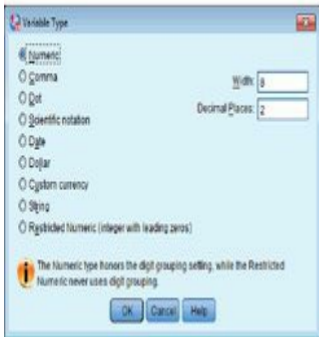 Variable Type
Numeric
Comma
Width: 8
Dot
Decimal Places: 2
Scientific notation
Date
Dollar
Custom currency
String
Restricted Numeric (integer with leading zeros)
The Numeric type honors the digit grouping setting, while the Restricted
Numeric never uses digit grouping.
OK Cancel Help